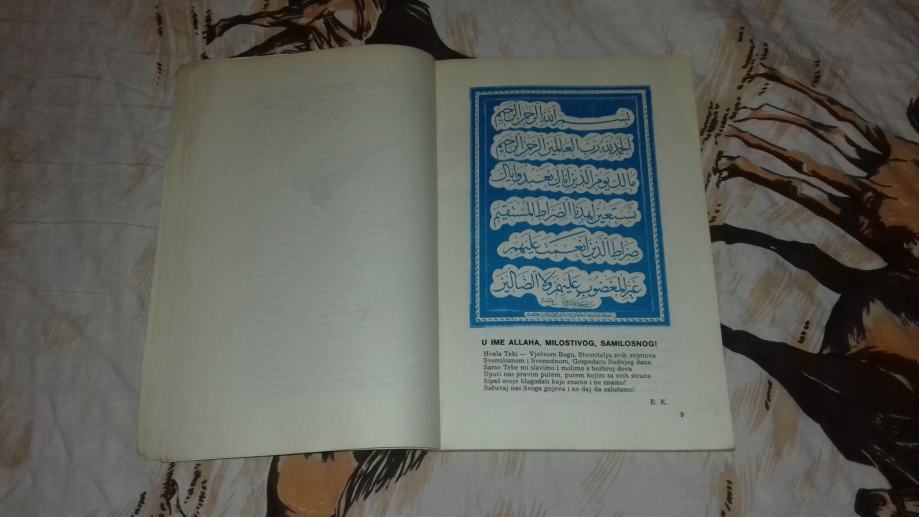 بسم الله الرحمن الرحيم
الحمد لله رب العالمين الرحمن الرحيم
مالك يوم الدين إياك نعبد وإياك
نستعين اهدنا الصراط المستقيم
صراط الذين أنعمت عليهم
غير المغضوب عليهم ولا الضالين
U IME ALLAHA, MILOSTIVOG, SAMILOSNOG!
Hvala Tebi — Vječnom Bogu, Stvoritelju svih svjetova
Svemilosnom i Svemoćnom, Gospodaru Sudnjeg dana.
Samo Tebe mi slavimo i molimo s bezbroj dova
Uputi nas pravim putem, putem kojim sa svih strana
Sipaš svoje blagodati koje znamo i ne znamo!
Sačuvaj nas Svoga gnjeva i ne daj da zalutamo!
E. K.
9